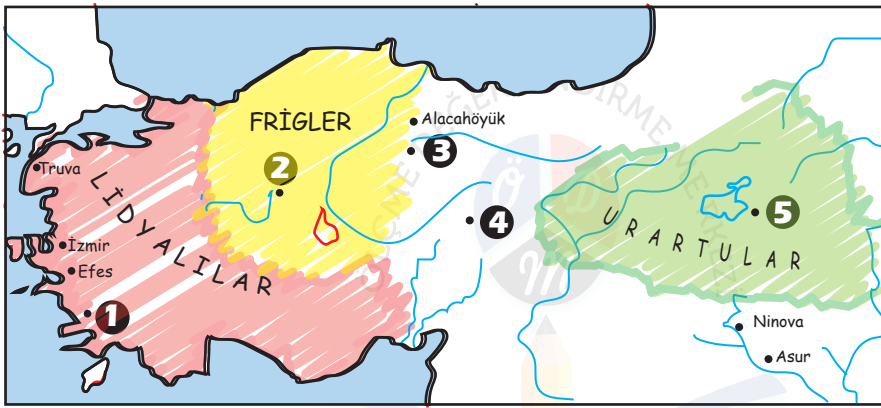 FRİGLER
Alacahöyük
3
2
Truva
LİDYALILAR
4
URARTULAR
5
İzmir
Efes
1
Ninova
Asur